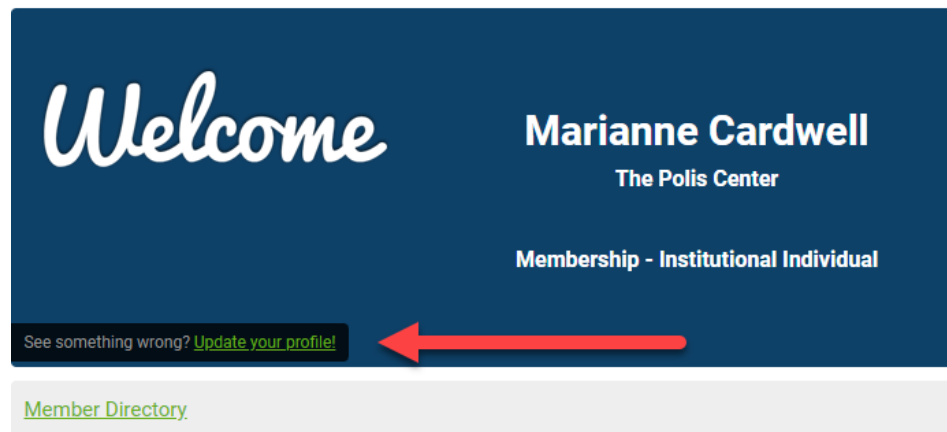 Welcome
Marianne Cardwell
The Polis Center
Membership - Institutional Individual
See something wrong? Update your profile!
Member Directory